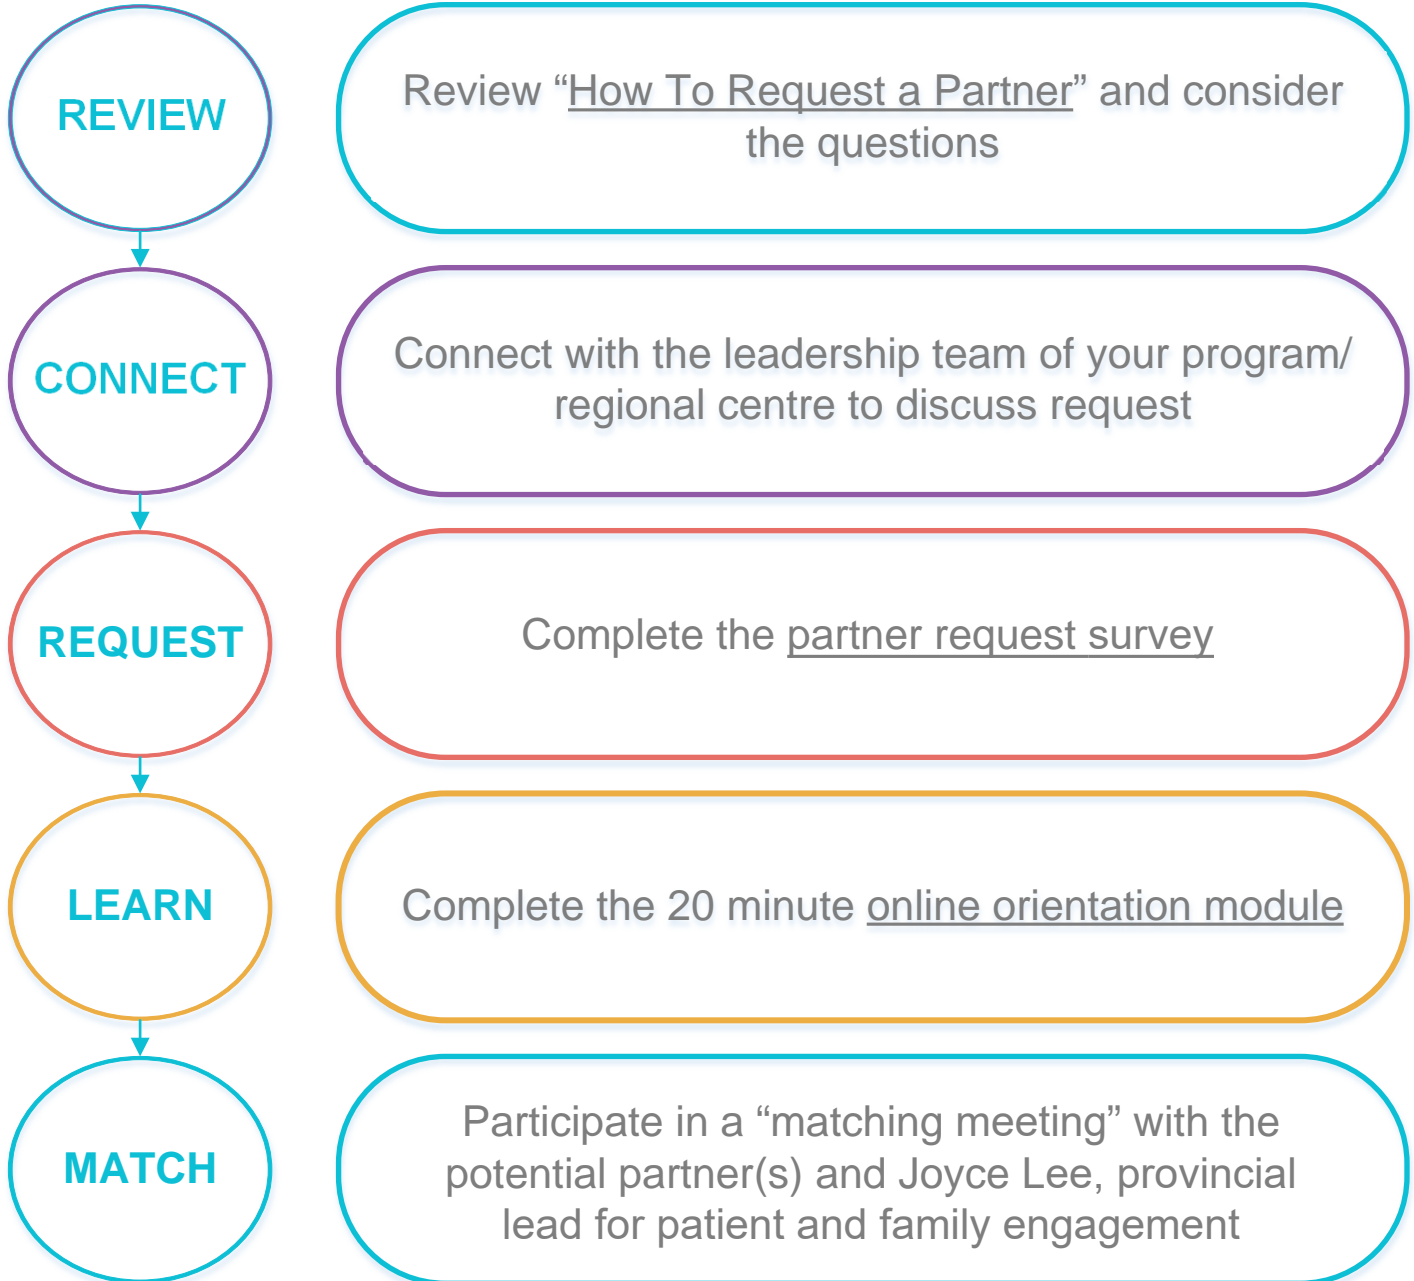 REVIEW
Review “How To Request a Partner” and consider
the questions
CONNECT
Connect with the leadership team of your program/
regional centre to discuss request
REQUEST
Complete the partner request survey
LEARN
Complete the 20 minute online orientation module
MATCH
Participate in a “matching meeting” with the
potential partner(s) and Joyce Lee, provincial
lead for patient and family engagement